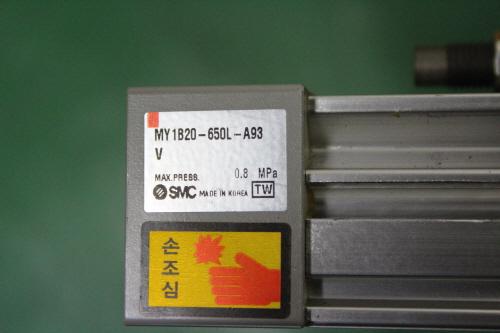 MY1B20-650L-A93
V
MAX.PRESS. 0.8 MPa
SMC MADE IN KOREA TW
손조심